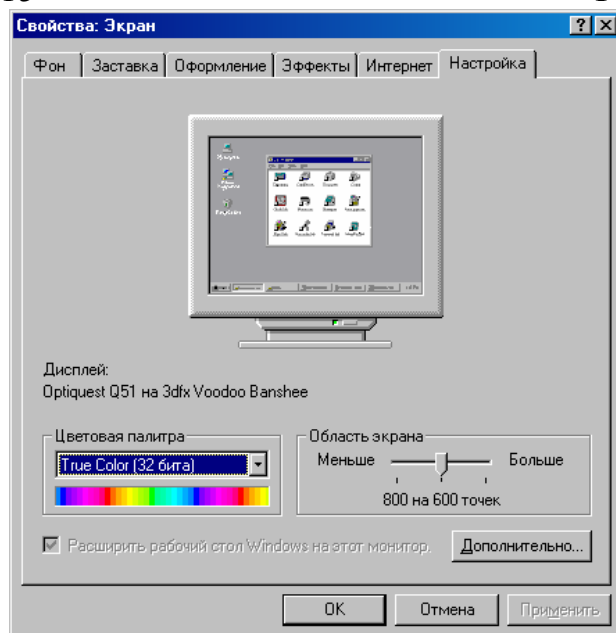 Свойства: Экран
Фон Заставка Оформление Эффекты Интернет Настройка
Дисплей:
Optiquest Q51 на 3dfx Voodoo Banshee
Цветовая палитра
True Color (32 бита)
Область экрана
Меньше Больше
800 на 600 точек
Расширить рабочий стол Windows на этот монитор.
Дополнительно...
OK Отмена Применить